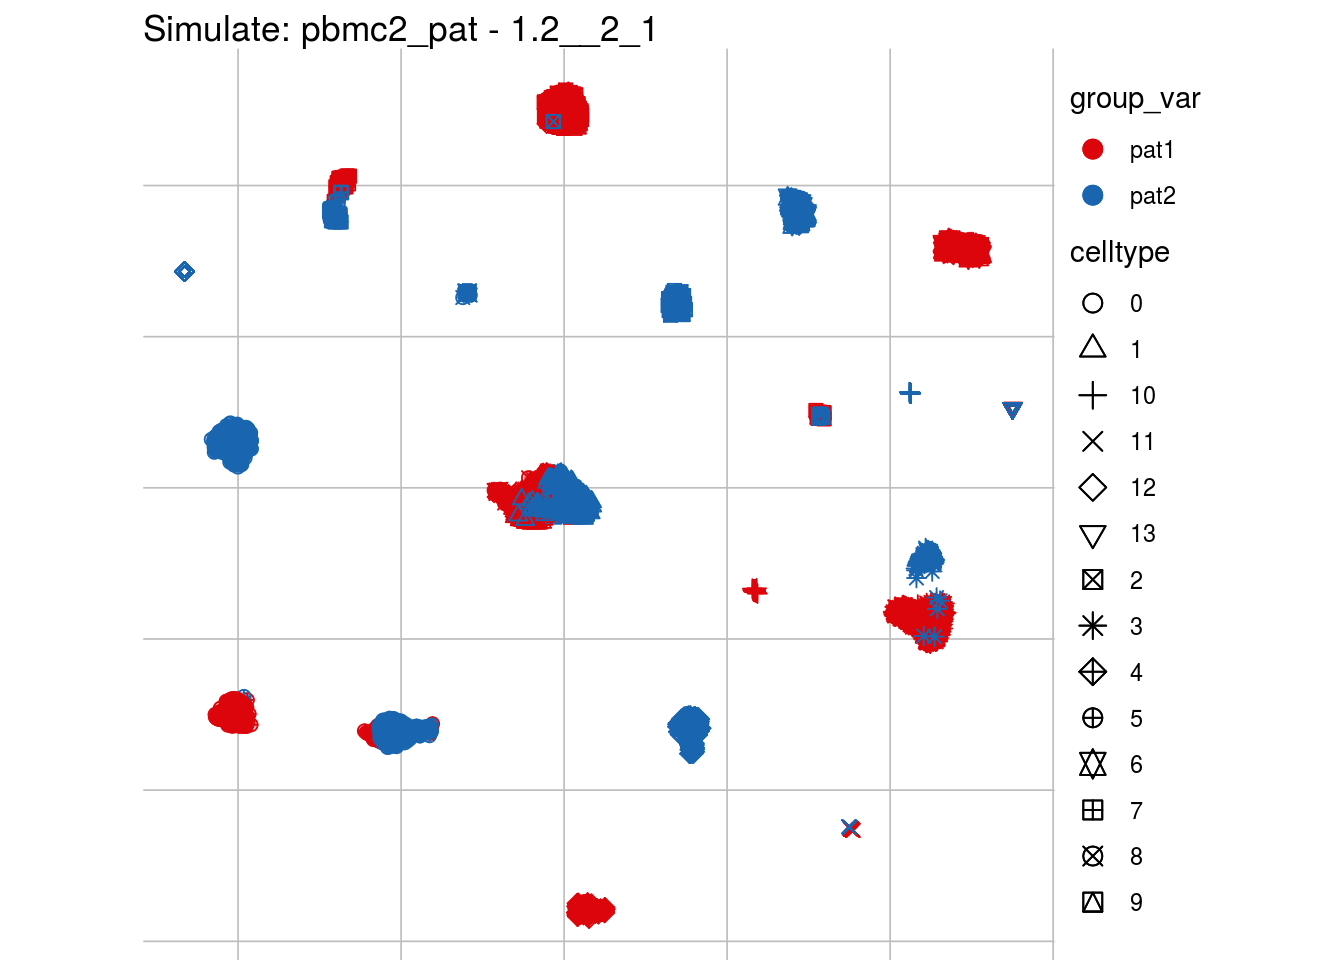 Simulate: pbmc2_pat - 1.2__2_1
group_var
pat1
pat2
celltype
0
1
10
11
12
13
2
3
4
5
6
7
8
9